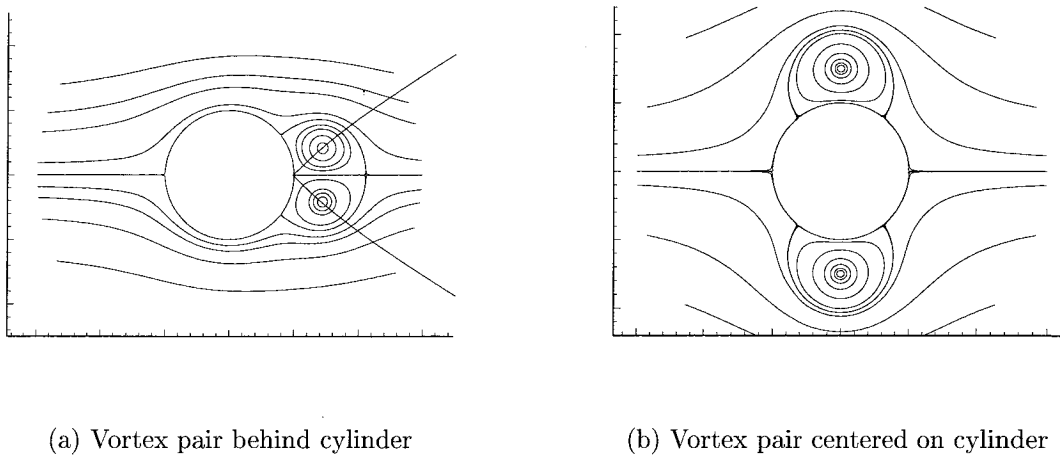 (a) Vortex pair behind cylinder
(b) Vortex pair centered on cylinder